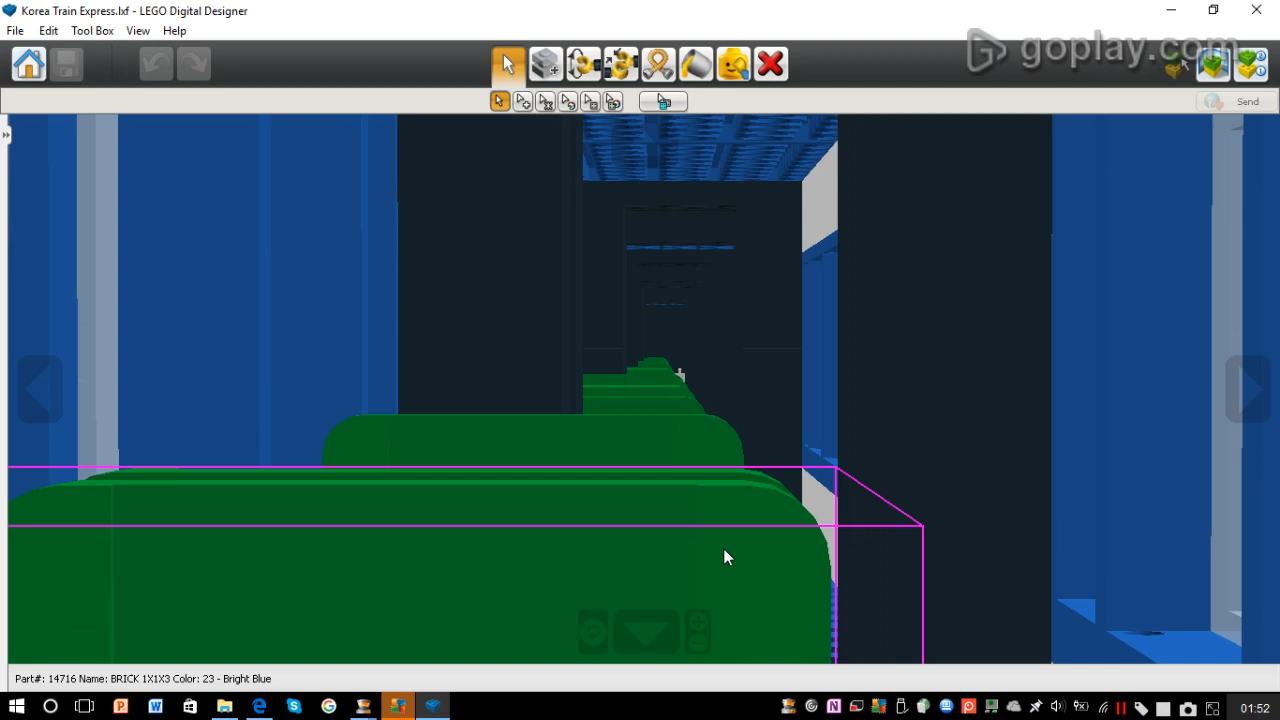 Korea Train Express.lxf - LEGO Digital Designer
File Edit Tool Box View Help
goplay.com
Send
Part#: 14716 Name: BRICK 1X1X3 Color: 23 - Bright Blue
01:52